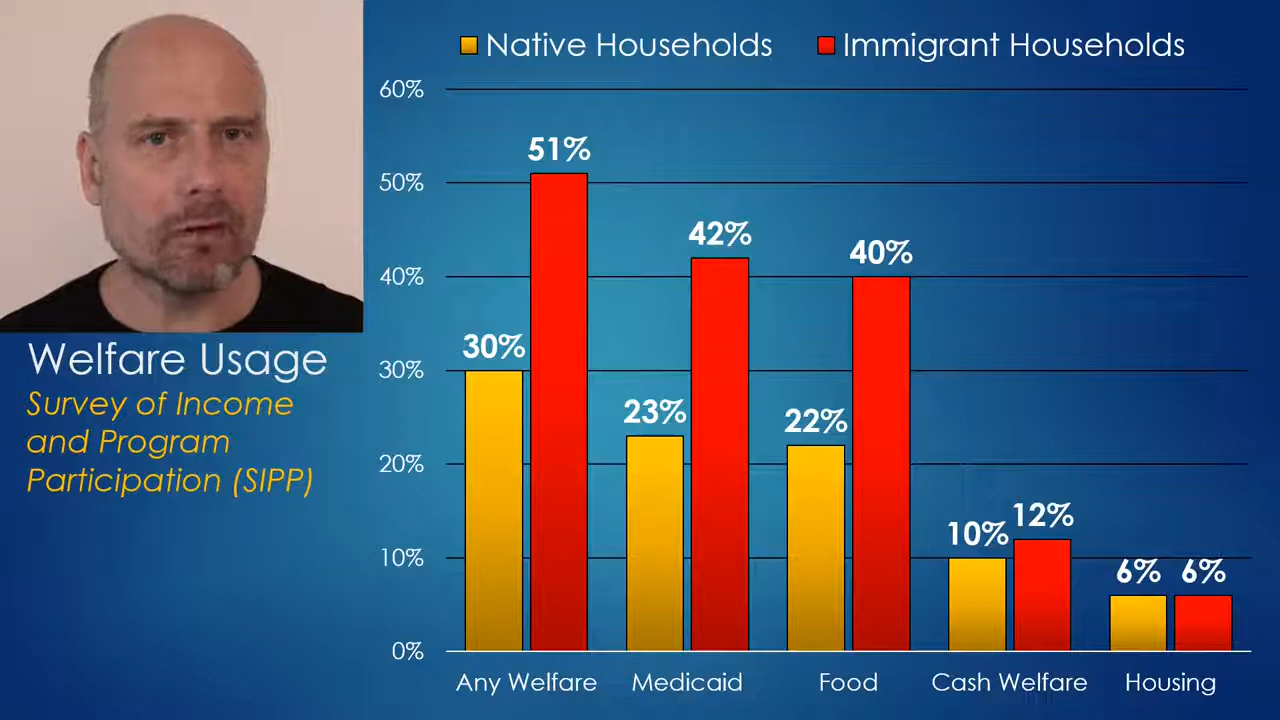 Native Households
Immigrant Households
60%
50%
40%
30%
20%
10%
0%
30%
51%
23%
42%
22%
40%
10%
12%
6%
6%
Any Welfare
Medicaid
Food
Cash Welfare
Housing
Welfare Usage
Survey of Income
and Program
Participation (SIPP)